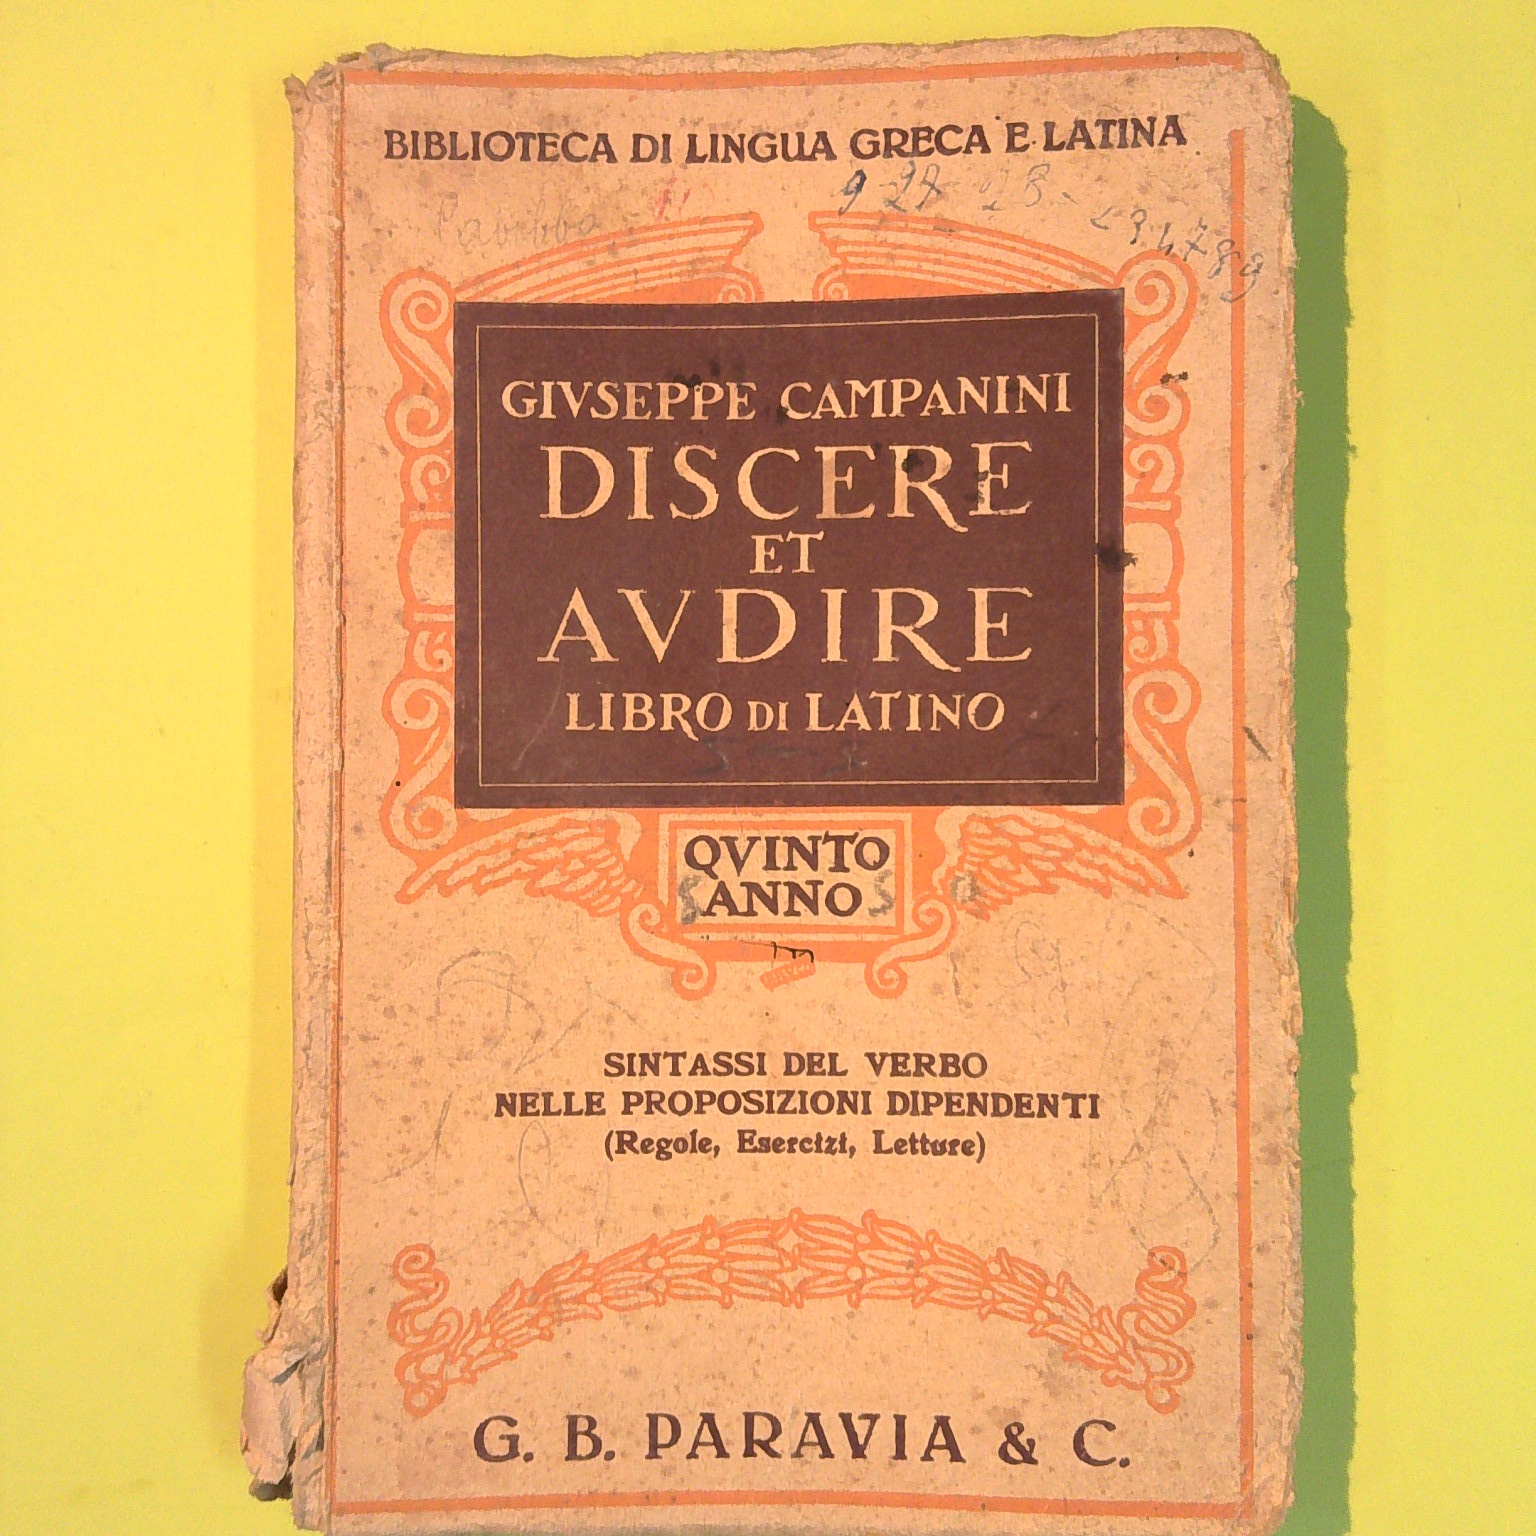 BIBLIOTECA DI LINGUA GRECA E LATINA
GIVSEPPE CAMPANINI
DISCERE
ET
AVDIRE
LIBRO DI LATINO
QVINTO
ANNO
SINTASSI DEL VERBO
NELLE PROPOSIZIONI DIPENDENTI
(Regole, Esercizi, Letture)
G. B. PARAVIA & C.